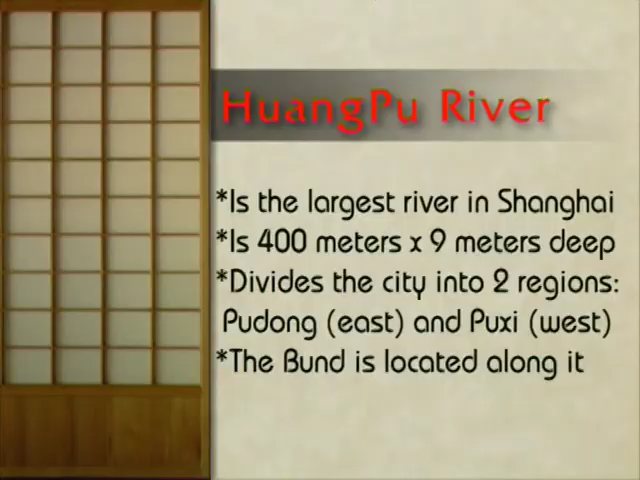 HuangPu River
*Is the largest river in Shanghai
*Is 400 meters x 9 meters deep
*Divides the city into 2 regions:
Pudong (east) and Puxi (west)
*The Bund is located along it